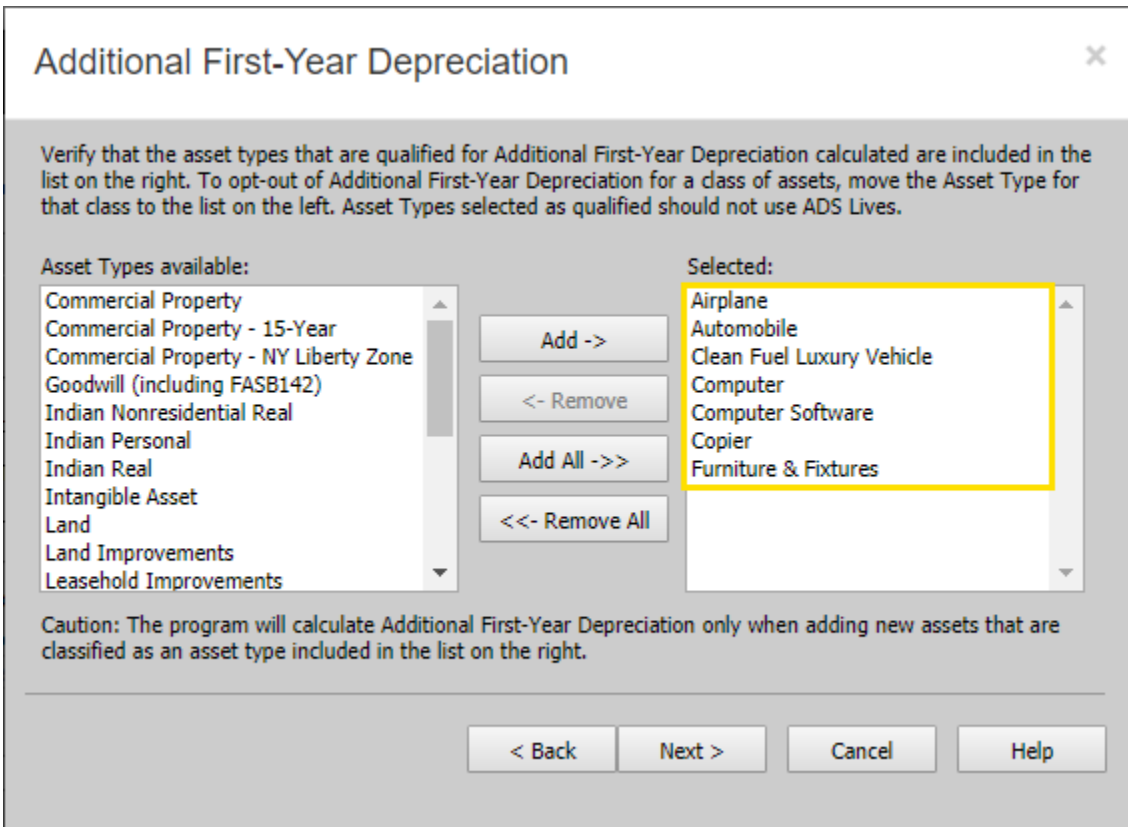 Additional First-Year Depreciation
×
Verify that the asset types that are qualified for Additional First-Year Depreciation calculated are included in the
list on the right. To opt-out of Additional First-Year Depreciation for a class of assets, move the Asset Type for
that class to the list on the left. Asset Types selected as qualified should not use ADS Lives.
Asset Types available:
Commercial Property
Commercial Property - 15-Year
Commercial Property - NY Liberty Zone
Goodwill (including FASB142)
Indian Nonresidential Real
Indian Personal
Indian Real
Intangible Asset
Land
Land Improvements
Leasehold Improvements
Add ->
<- Remove
Add All ->>
<<- Remove All
Selected:
Airplane
Automobile
Clean Fuel Luxury Vehicle
Computer
Computer Software
Copier
Furniture & Fixtures
Caution: The program will calculate Additional First-Year Depreciation only when adding new assets that are
classified as an asset type included in the list on the right.
< Back
Next >
Cancel
Help